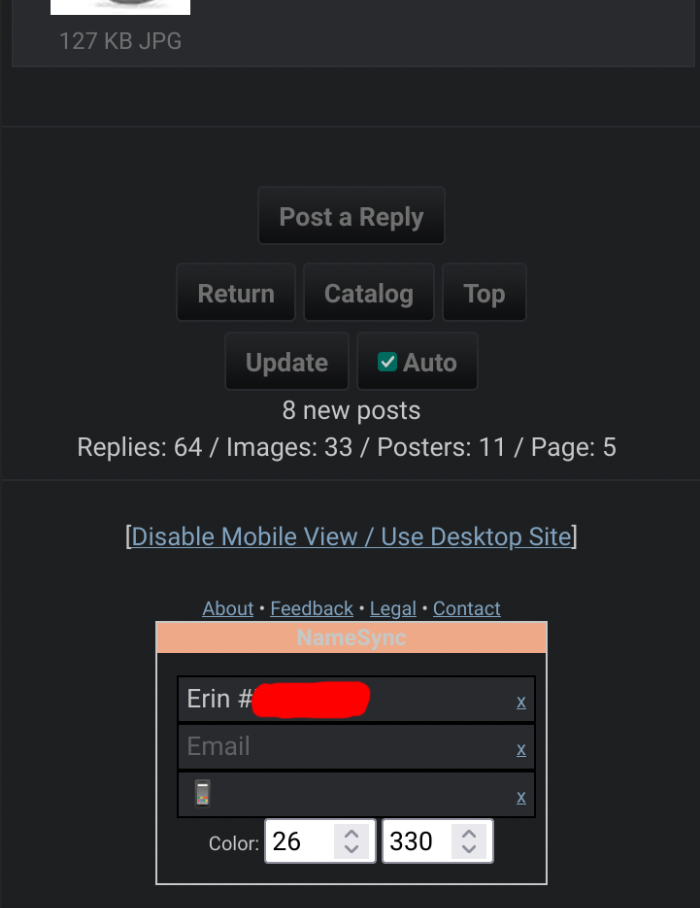 127 KB JPG
Post a Reply
Return Catalog Top
Update Auto
8 new posts
Replies: 64 / Images: 33 / Posters: 11 / Page: 5
[Disable Mobile View / Use Desktop Site]
About • Feedback • Legal • Contact
NameSync
Erin # x
Email x
x
Color: 26 330